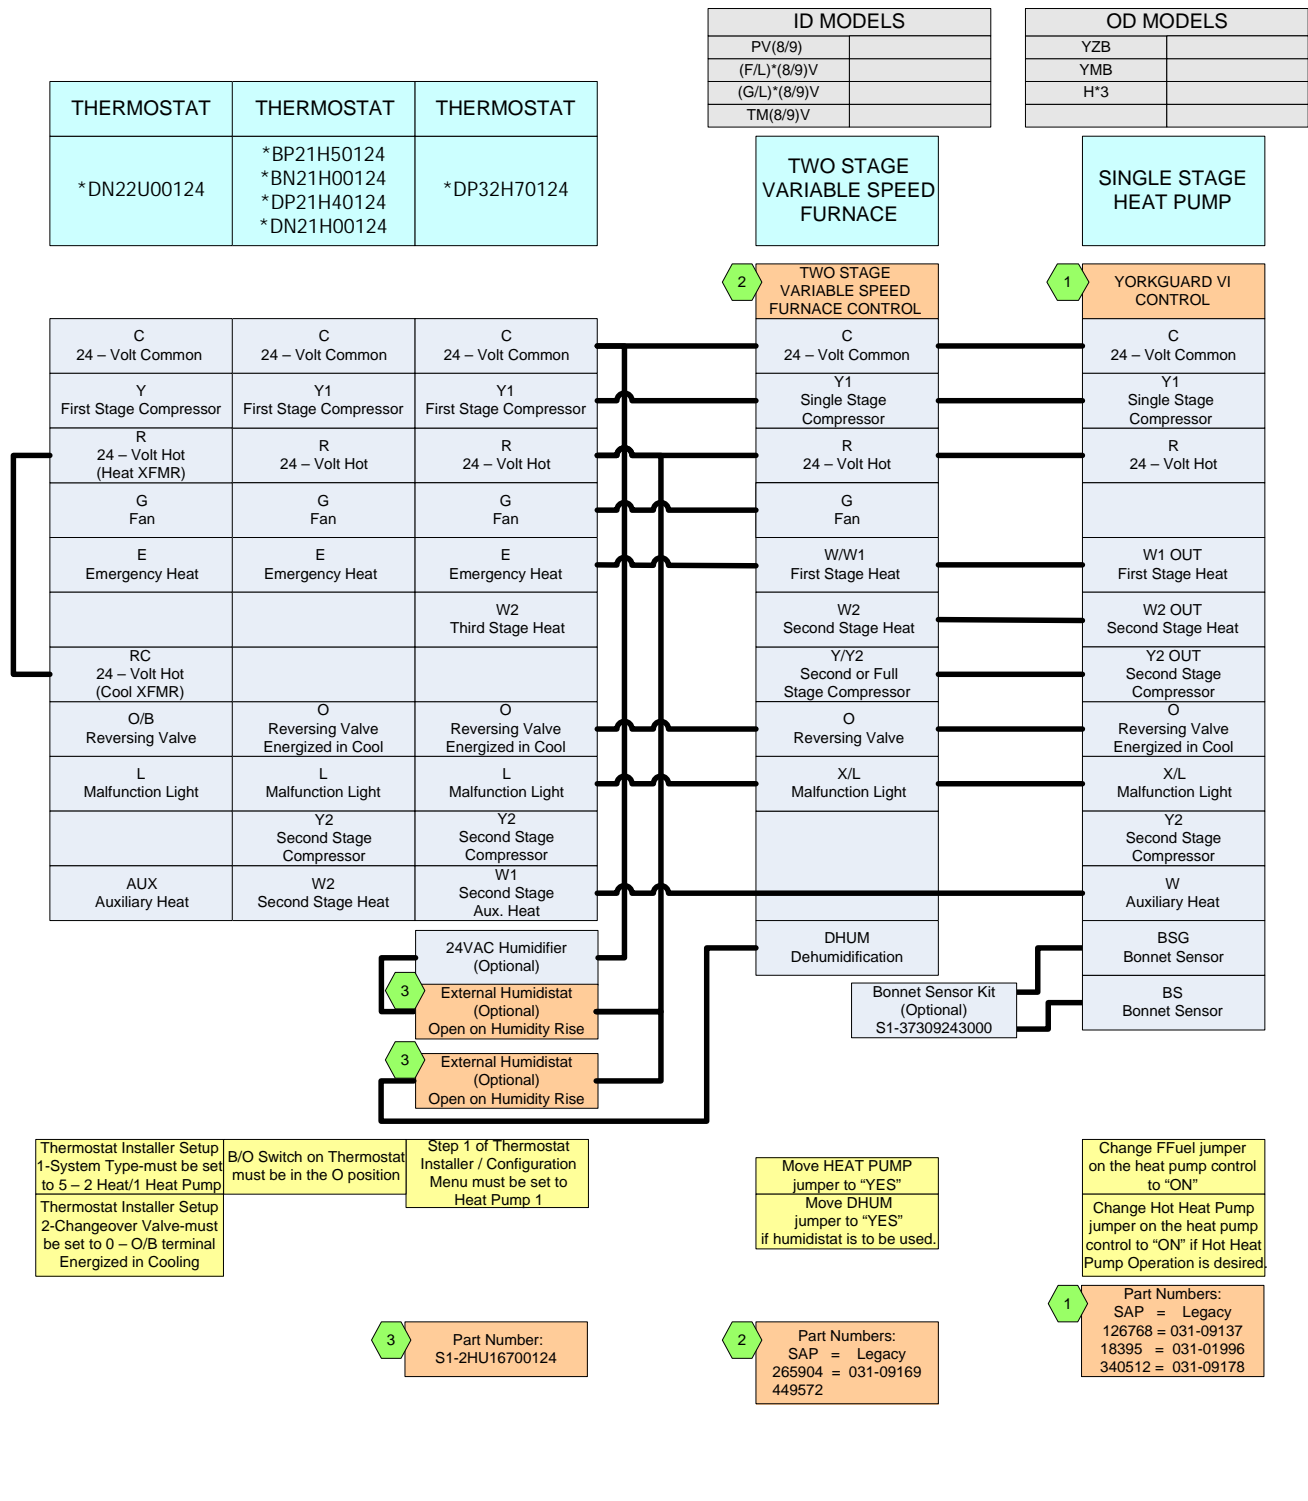 ID MODELS
PV(8/9)
(F/L)*(8/9)V
(G/L)*(8/9)V
TM(8/9)V
OD MODELS
YZB
YMB
H*3
THERMOSTAT
THERMOSTAT
THERMOSTAT
*DN22U00124
*BP21H50124
*BN21H00124
*DP21H40124
*DN21H00124
*DP32H70124
TWO STAGE
VARIABLE SPEED
FURNACE
SINGLE STAGE
HEAT PUMP
2
TWO STAGE
VARIABLE SPEED
FURNACE CONTROL
1
YORKGUARD VI
CONTROL
C
24 – Volt Common
C
24 – Volt Common
C
24 – Volt Common
C
24 – Volt Common
C
24 – Volt Common
Y
First Stage Compressor
Y1
First Stage Compressor
Y1
First Stage Compressor
Y1
Single Stage
Compressor
Y1
Single Stage
Compressor
R
24 – Volt Hot
(Heat XFMR)
R
24 – Volt Hot
R
24 – Volt Hot
R
24 – Volt Hot
R
24 – Volt Hot
G
Fan
G
Fan
G
Fan
G
Fan
E
Emergency Heat
E
Emergency Heat
E
Emergency Heat
W/W1
First Stage Heat
W1 OUT
First Stage Heat
W2
Third Stage Heat
W2
Second Stage Heat
W2 OUT
Second Stage Heat
RC
24 – Volt Hot
(Cool XFMR)
Y/Y2
Second or Full
Stage Compressor
Y2 OUT
Second Stage
Compressor
O/B
Reversing Valve
O
Reversing Valve
Energized in Cool
O
Reversing Valve
Energized in Cool
O
Reversing Valve
O
Reversing Valve
Energized in Cool
L
Malfunction Light
L
Malfunction Light
L
Malfunction Light
X/L
Malfunction Light
X/L
Malfunction Light
Y2
Second Stage
Compressor
Y2
Second Stage
Compressor
Y2
Second Stage
Compressor
AUX
Auxiliary Heat
W2
Second Stage Heat
W1
Second Stage
Aux. Heat
W
Auxiliary Heat
24VAC Humidifier
(Optional)
DHUM
Dehumidification
BSG
Bonnet Sensor
3
External Humidistat
(Optional)
Open on Humidity Rise
Bonnet Sensor Kit
(Optional)
S1-37309243000
BS
Bonnet Sensor
3
External Humidistat
(Optional)
Open on Humidity Rise
Thermostat Installer Setup
1-System Type-must be set
to 5 – 2 Heat/1 Heat Pump
B/O Switch on Thermostat
must be in the O position
Step 1 of Thermostat
Installer / Configuration
Menu must be set to
Heat Pump 1
Thermostat Installer Setup
2-Changeover Valve-must
be set to 0 – O/B terminal
Energized in Cooling
Move HEAT PUMP
jumper to “YES”
Move DHUM
jumper to “YES”
if humidistat is to be used.
Change FFuel jumper
on the heat pump control
to “ON”
Change Hot Heat Pump
jumper on the heat pump
control to “ON” if Hot Heat
Pump Operation is desired.
3
Part Number:
S1-2HU16700124
2
Part Numbers:
SAP = Legacy
265904 = 031-09169
449572
1
Part Numbers:
SAP = Legacy
126768 = 031-09137
18395 = 031-01996
340512 = 031-09178